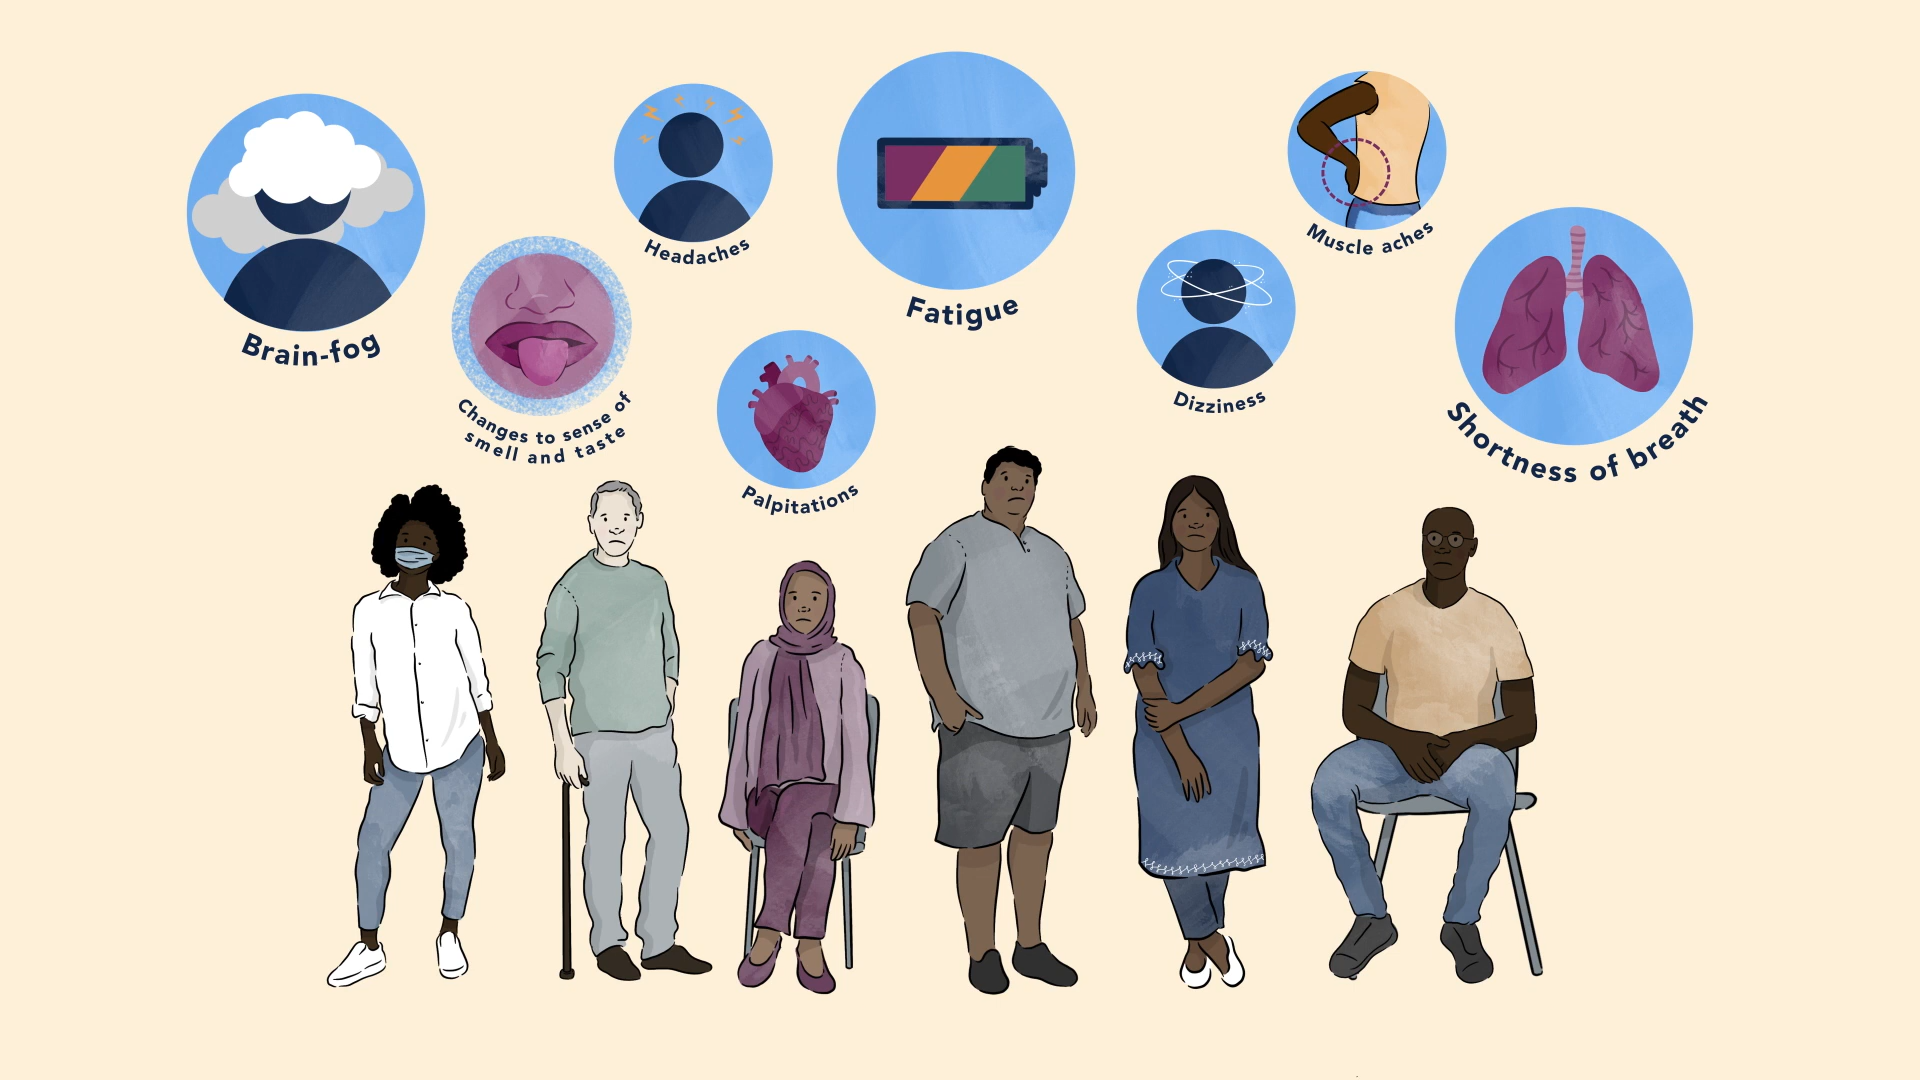 Brain-fog
Changes to sense of
smell and taste
Headaches
Palpitations
Fatigue
Dizziness
Muscle aches
Shortness of breath